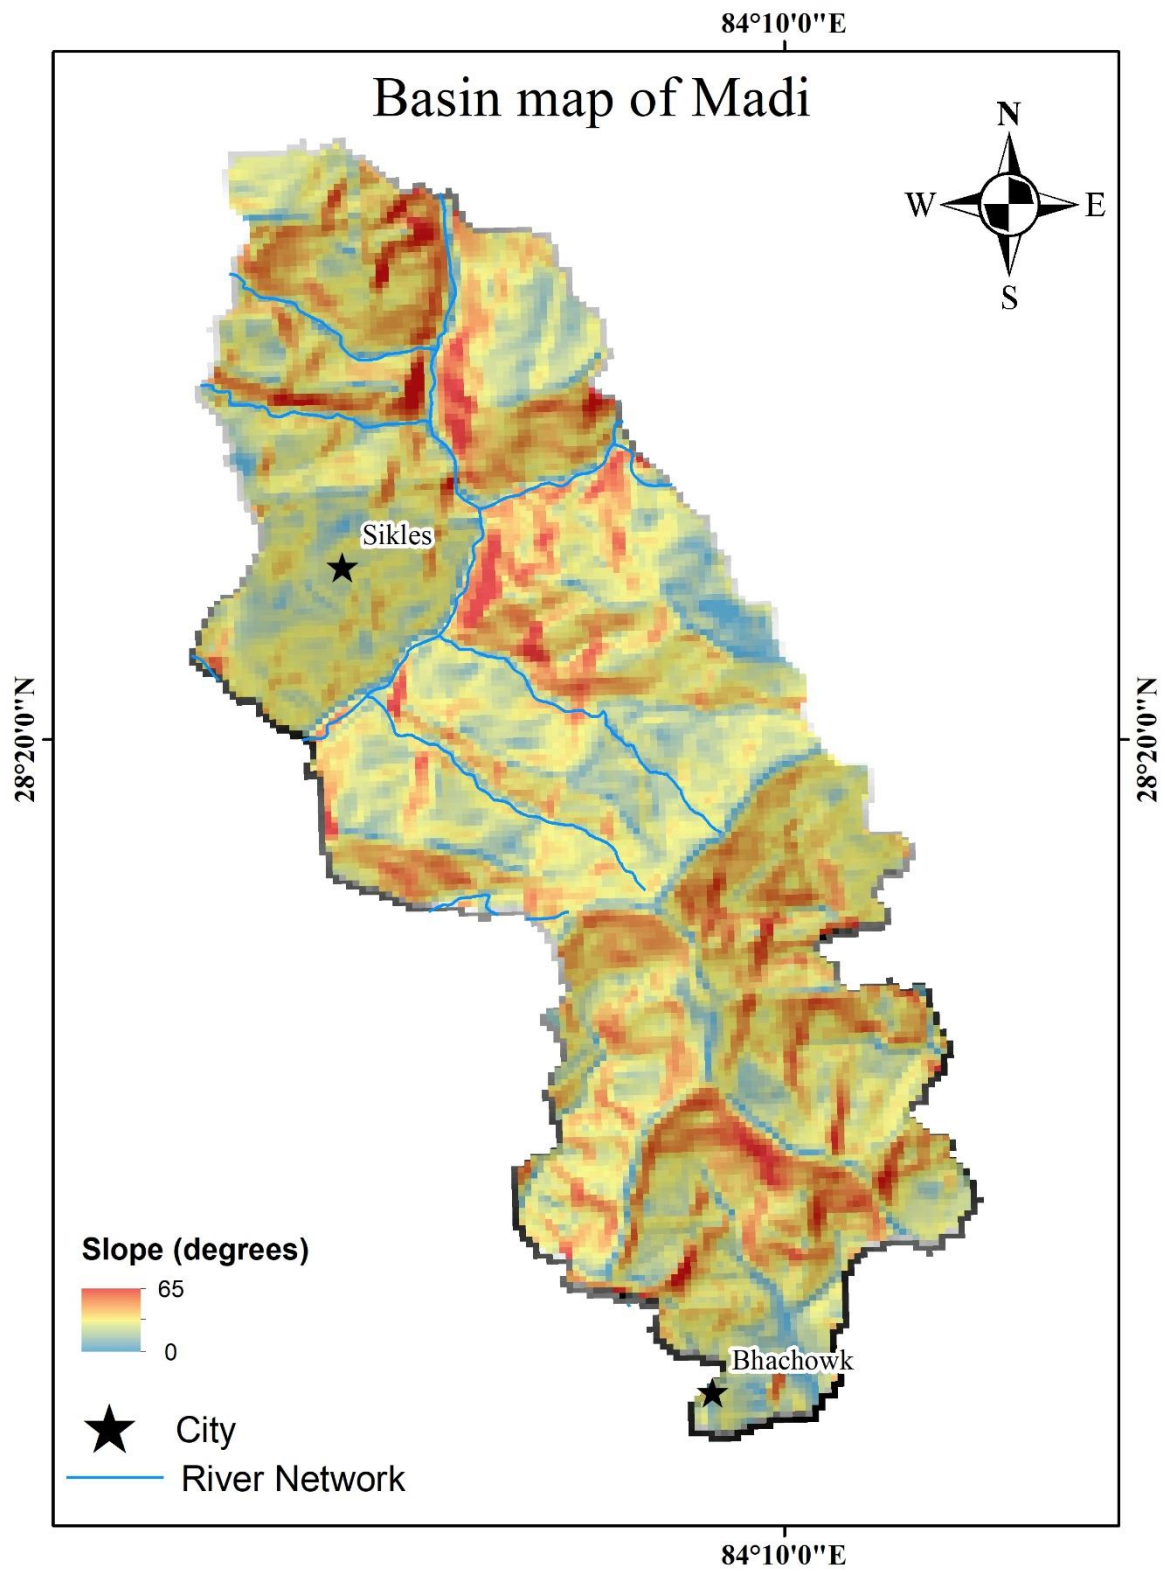 84°10'0"E
Basin map of Madi
N
W
E
S
Sikles
28°20'0"N
28°20'0"N
Slope (degrees)
65
0
Bhachowk
City
River Network
84°10'0"E